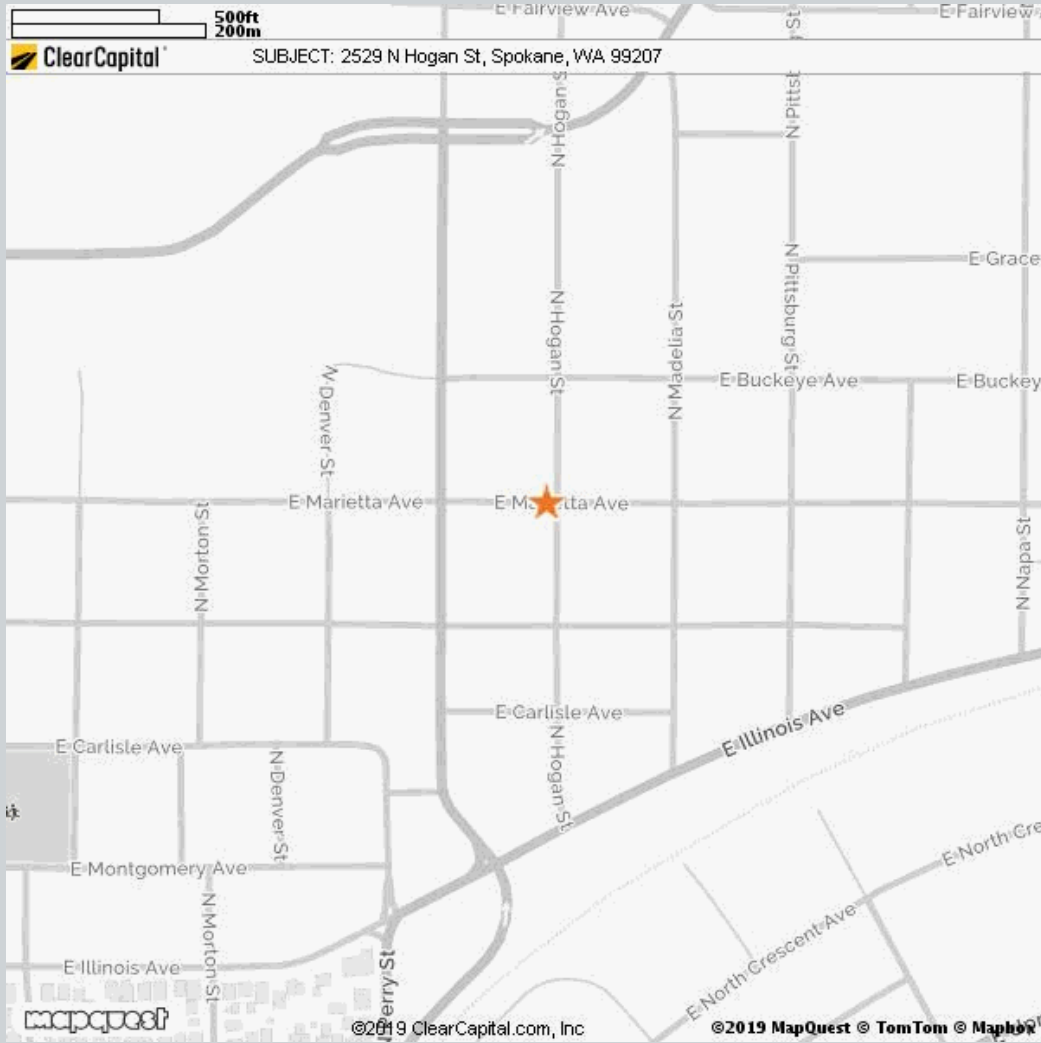 500ft
200m
ClearCapital
SUBJECT: 2529 N Hogan St, Spokane, WA 99207
E Fairview Ave
E Fairview
N Hogan St
N Pittsburg St
E Grace
N Hogan St
N Madelia St
E Buckeye Ave
E Buckey
N Denver St
E Marietta Ave
N Morton St
N Napa St
E Carlisle Ave
E Illinois Ave
E Carlisle Ave
N Hogan St
N Denver St
E Montgomery Ave
E North Cre
N Morton St
E North Crescent Ave
E Illinois Ave
Perry St
mapquest
©2019 ClearCapital.com, Inc
©2019 MapQuest © TomTom © Mapbox